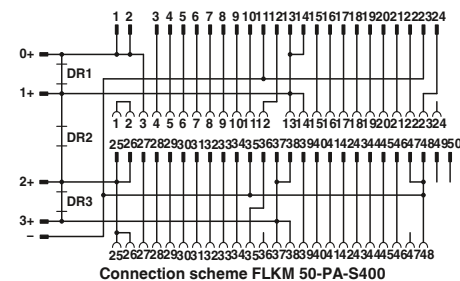 1 2 3 4 5 6 7 8 9 10 11 12 13 14 15 16 17 18 19 20 21 22 23 24
0+
DR1
1+
1 2 3 4 5 6 7 8 9 10 11 12 13 14 15 16 17 18 19 20 21 22 23 24
DR2
25 26 27 28 29 30 31 32 33 34 35 36 37 38 39 40 41 42 43 44 45 46 47 48 49 50
2+
DR3
3+
–
25 26 27 28 29 30 31 32 33 34 35 36 37 38 39 40 41 42 43 44 45 46 47 48
Connection scheme FLKM 50-PA-S400